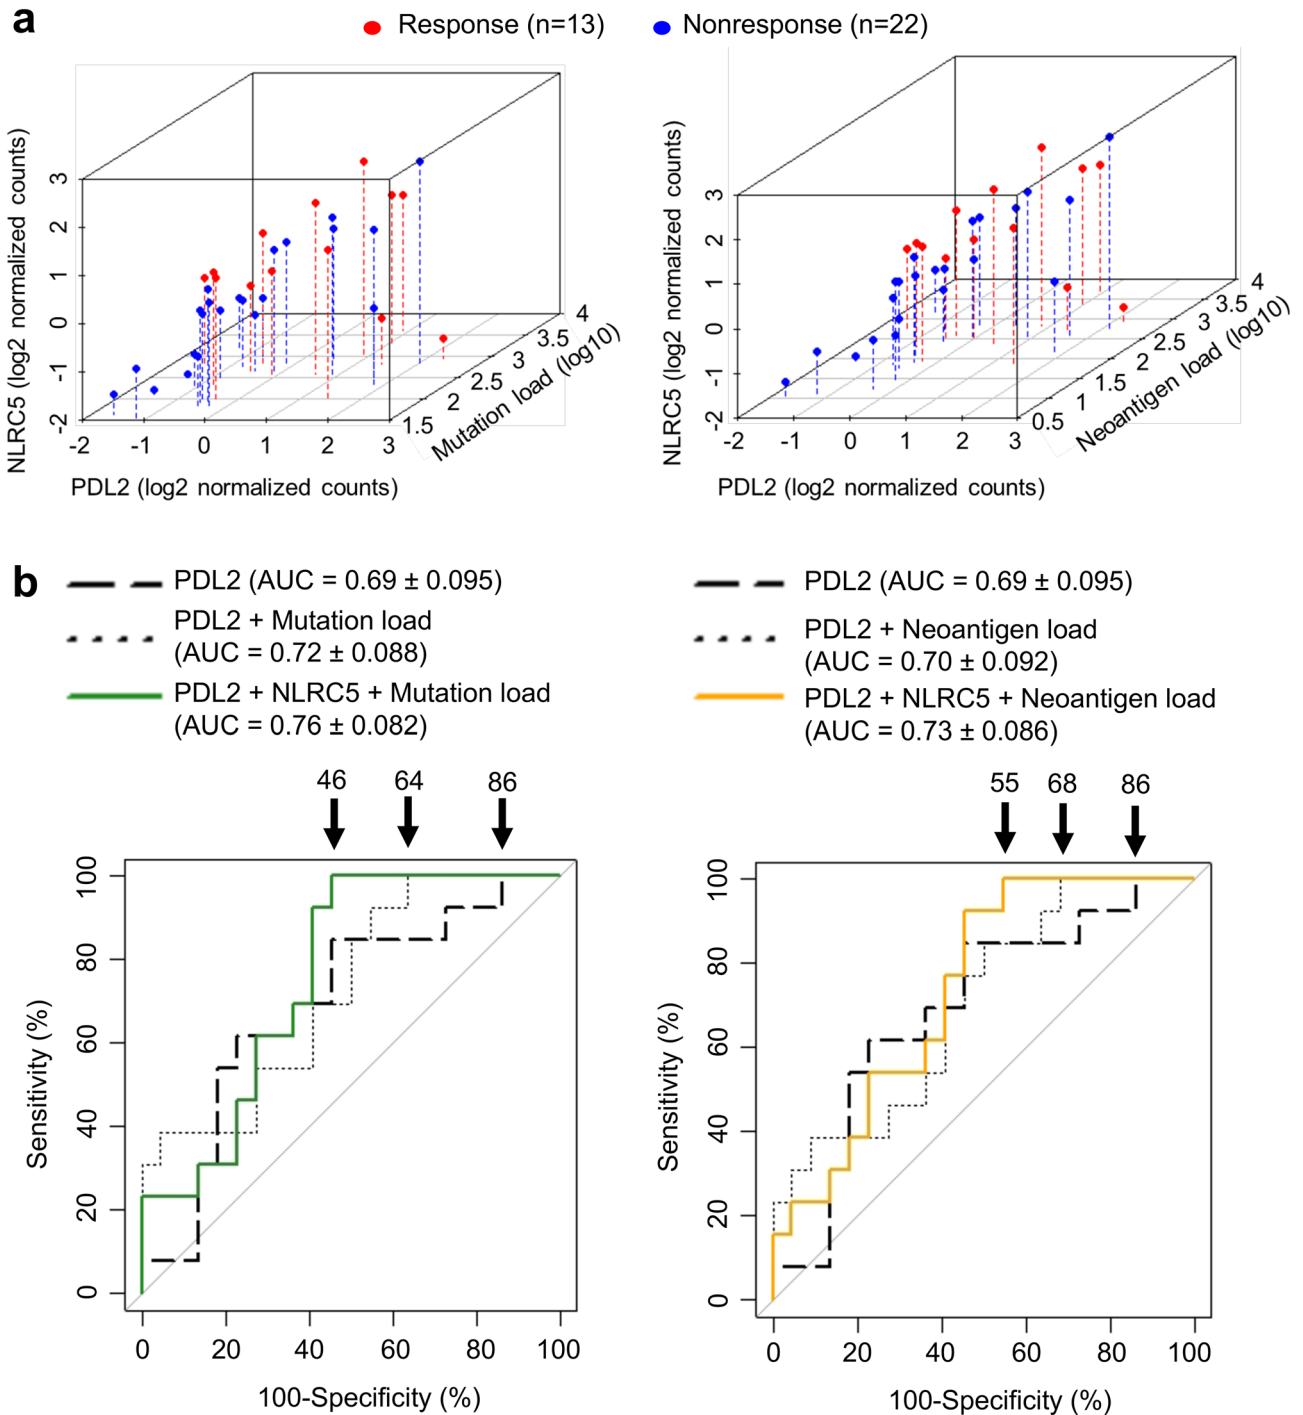 a
Response (n=13)
Nonresponse (n=22)
NLRC5 (log2 normalized counts)
3
2
1
0
-1
-2
-2
-1
0
1
2
3
1.5
2
2.5
3
3.5
4
Mutation load (log10)
PDL2 (log2 normalized counts)
NLRC5 (log2 normalized counts)
3
2
1
0
-1
-2
-2
-1
0
1
2
3
0.5
1
1.5
2
2.5
3
3.5
4
Neoantigen load (log10)
PDL2 (log2 normalized counts)
b
PDL2 (AUC = 0.69 ± 0.095)
PDL2 + Mutation load
(AUC = 0.72 ± 0.088)
PDL2 + NLRC5 + Mutation load
(AUC = 0.76 ± 0.082)
PDL2 (AUC = 0.69 ± 0.095)
PDL2 + Neoantigen load
(AUC = 0.70 ± 0.092)
PDL2 + NLRC5 + Neoantigen load
(AUC = 0.73 ± 0.086)
46
64
86
Sensitivity (%)
100
80
60
40
20
0
0
20
40
60
80
100
100-Specificity (%)
55
68
86
Sensitivity (%)
100
80
60
40
20
0
0
20
40
60
80
100
100-Specificity (%)